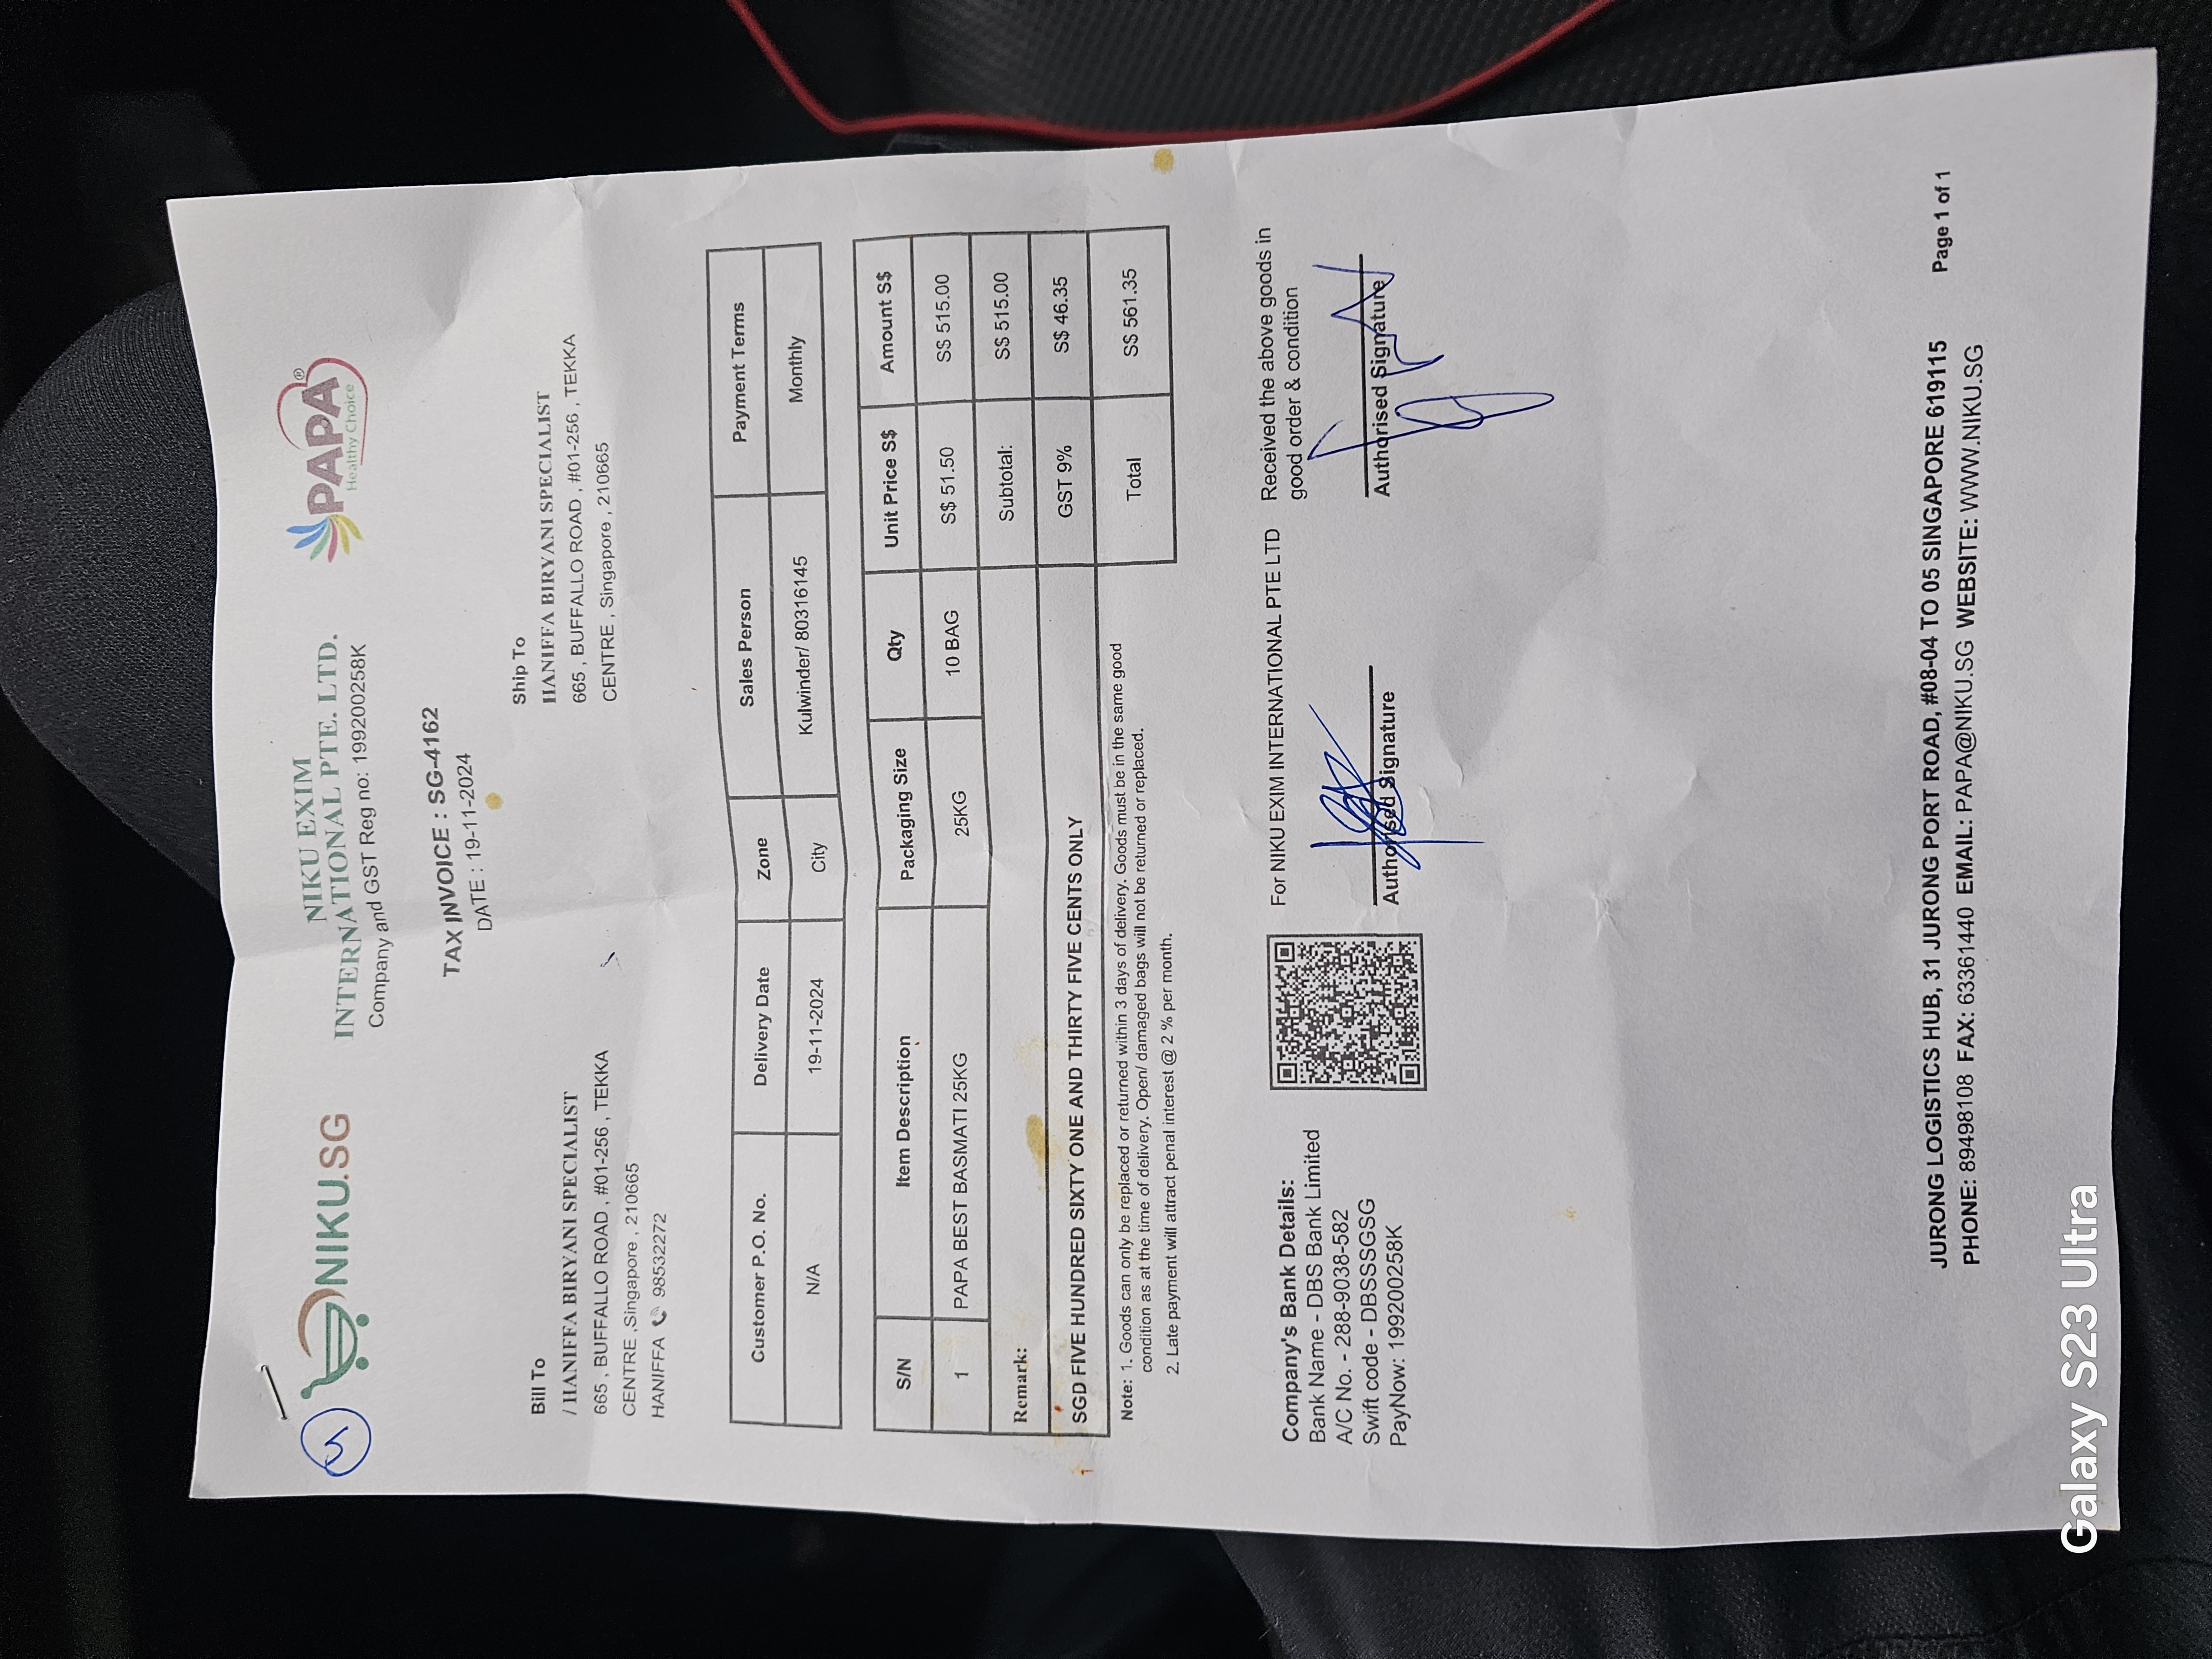 NIKU.SG
NIKU EXIM
INTERNATIONAL PTE. LTD.
Company and GST Reg no: 199200258K
PAPA®
Healthy Choice
TAX INVOICE : SG-4162
DATE : 19-11-2024
Bill To
/ HANIFFA BIRYANI SPECIALIST
665 , BUFFALLO ROAD , #01-256 , TEKKA
CENTRE ,Singapore , 210665
HANIFFA 98532272
Ship To
HANIFFA BIRYANI SPECIALIST
665 , BUFFALLO ROAD , #01-256 , TEKKA
CENTRE , Singapore , 210665
Customer P.O. No. Delivery Date Zone Sales Person Payment Terms
N/A 19-11-2024 City Kulwinder/ 80316145 Monthly
S/N Item Description Packaging Size Qty Unit Price S$ Amount S$
1 PAPA BEST BASMATI 25KG 25KG 10 BAG S$ 51.50 S$ 515.00
Remark: Subtotal: S$ 515.00
SGD FIVE HUNDRED SIXTY ONE AND THIRTY FIVE CENTS ONLY GST 9% S$ 46.35
Total S$ 561.35
Note: 1. Goods can only be replaced or returned within 3 days of delivery. Goods must be in the same good
condition as at the time of delivery. Open/ damaged bags will not be returned or replaced.
2. Late payment will attract penal interest @ 2 % per month.
Company's Bank Details:
Bank Name - DBS Bank Limited
A/C No. - 288-9038-582
Swift code - DBSSSGSG
PayNow: 199200258K
For NIKU EXIM INTERNATIONAL PTE LTD
Authorised Signature
Received the above goods in
good order & condition
Authorised Signature
JURONG LOGISTICS HUB, 31 JURONG PORT ROAD, #08-04 TO 05 SINGAPORE 619115
PHONE: 89498108 FAX: 63361440 EMAIL: PAPA@NIKU.SG WEBSITE: WWW.NIKU.SG
Page 1 of 1
Galaxy S23 Ultra